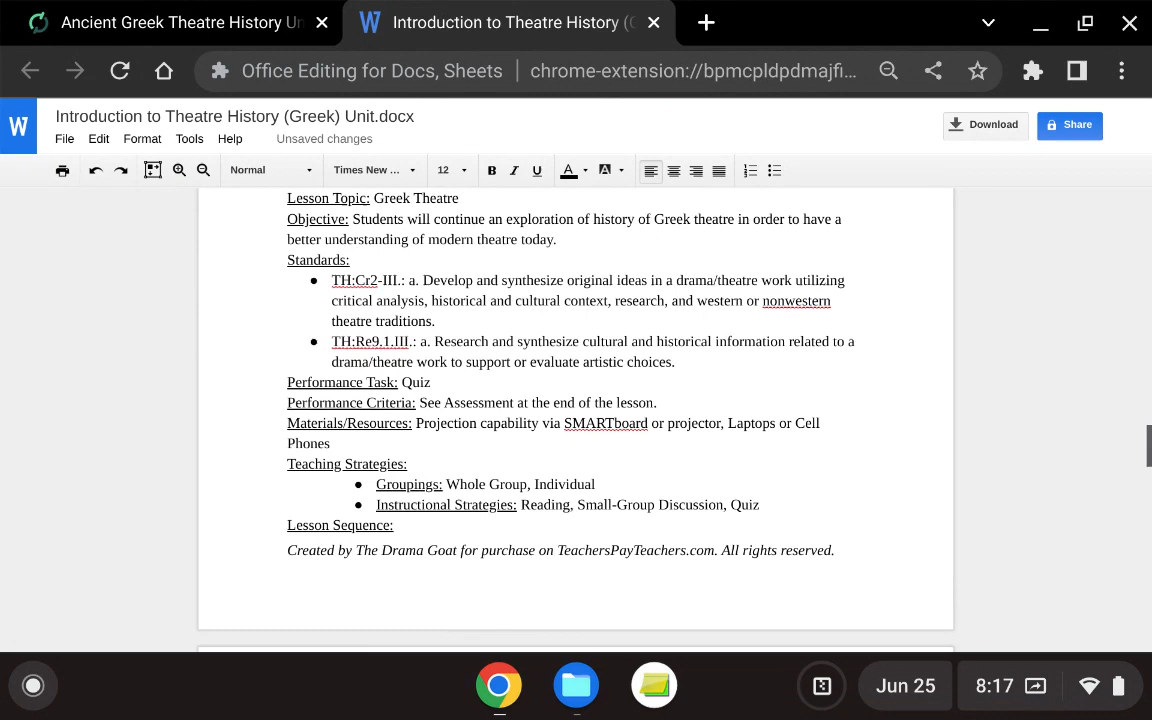 Ancient Greek Theatre History Un
Introduction to Theatre History (G
Office Editing for Docs, Sheets | chrome-extension://bpmcpldpdmajfi...
Introduction to Theatre History (Greek) Unit.docx
File Edit Format Tools Help Unsaved changes
Download
Share
Normal Times New ... 12 B I U A A
Lesson Topic: Greek Theatre
Objective: Students will continue an exploration of history of Greek theatre in order to have a
better understanding of modern theatre today.
Standards:
● TH:Cr2-III.: a. Develop and synthesize original ideas in a drama/theatre work utilizing
critical analysis, historical and cultural context, research, and western or nonwestern
theatre traditions.
● TH:Re9.1.III.: a. Research and synthesize cultural and historical information related to a
drama/theatre work to support or evaluate artistic choices.
Performance Task: Quiz
Performance Criteria: See Assessment at the end of the lesson.
Materials/Resources: Projection capability via SMARTboard or projector, Laptops or Cell
Phones
Teaching Strategies:
● Groupings: Whole Group, Individual
● Instructional Strategies: Reading, Small-Group Discussion, Quiz
Lesson Sequence:
Created by The Drama Goat for purchase on TeachersPayTeachers.com. All rights reserved.
Jun 25
8:17